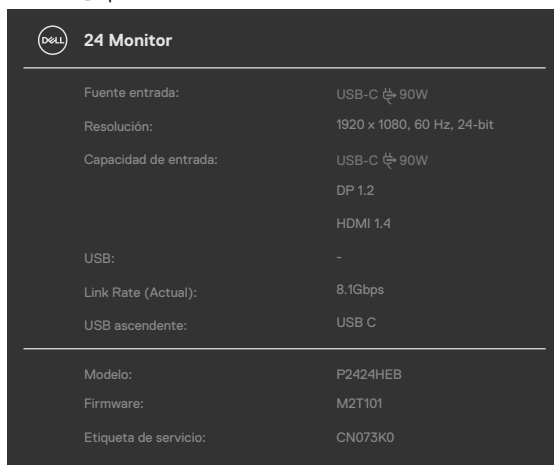 DELL 24 Monitor
Fuente entrada: USB-C 90W
Resolución: 1920 x 1080, 60 Hz, 24-bit
Capacidad de entrada: USB-C 90W
DP 1.2
HDMI 1.4
USB: -
Link Rate (Actual): 8.1Gbps
USB ascendente: USB C
Modelo: P2424HEB
Firmware: M2T101
Etiqueta de servicio: CN073K0